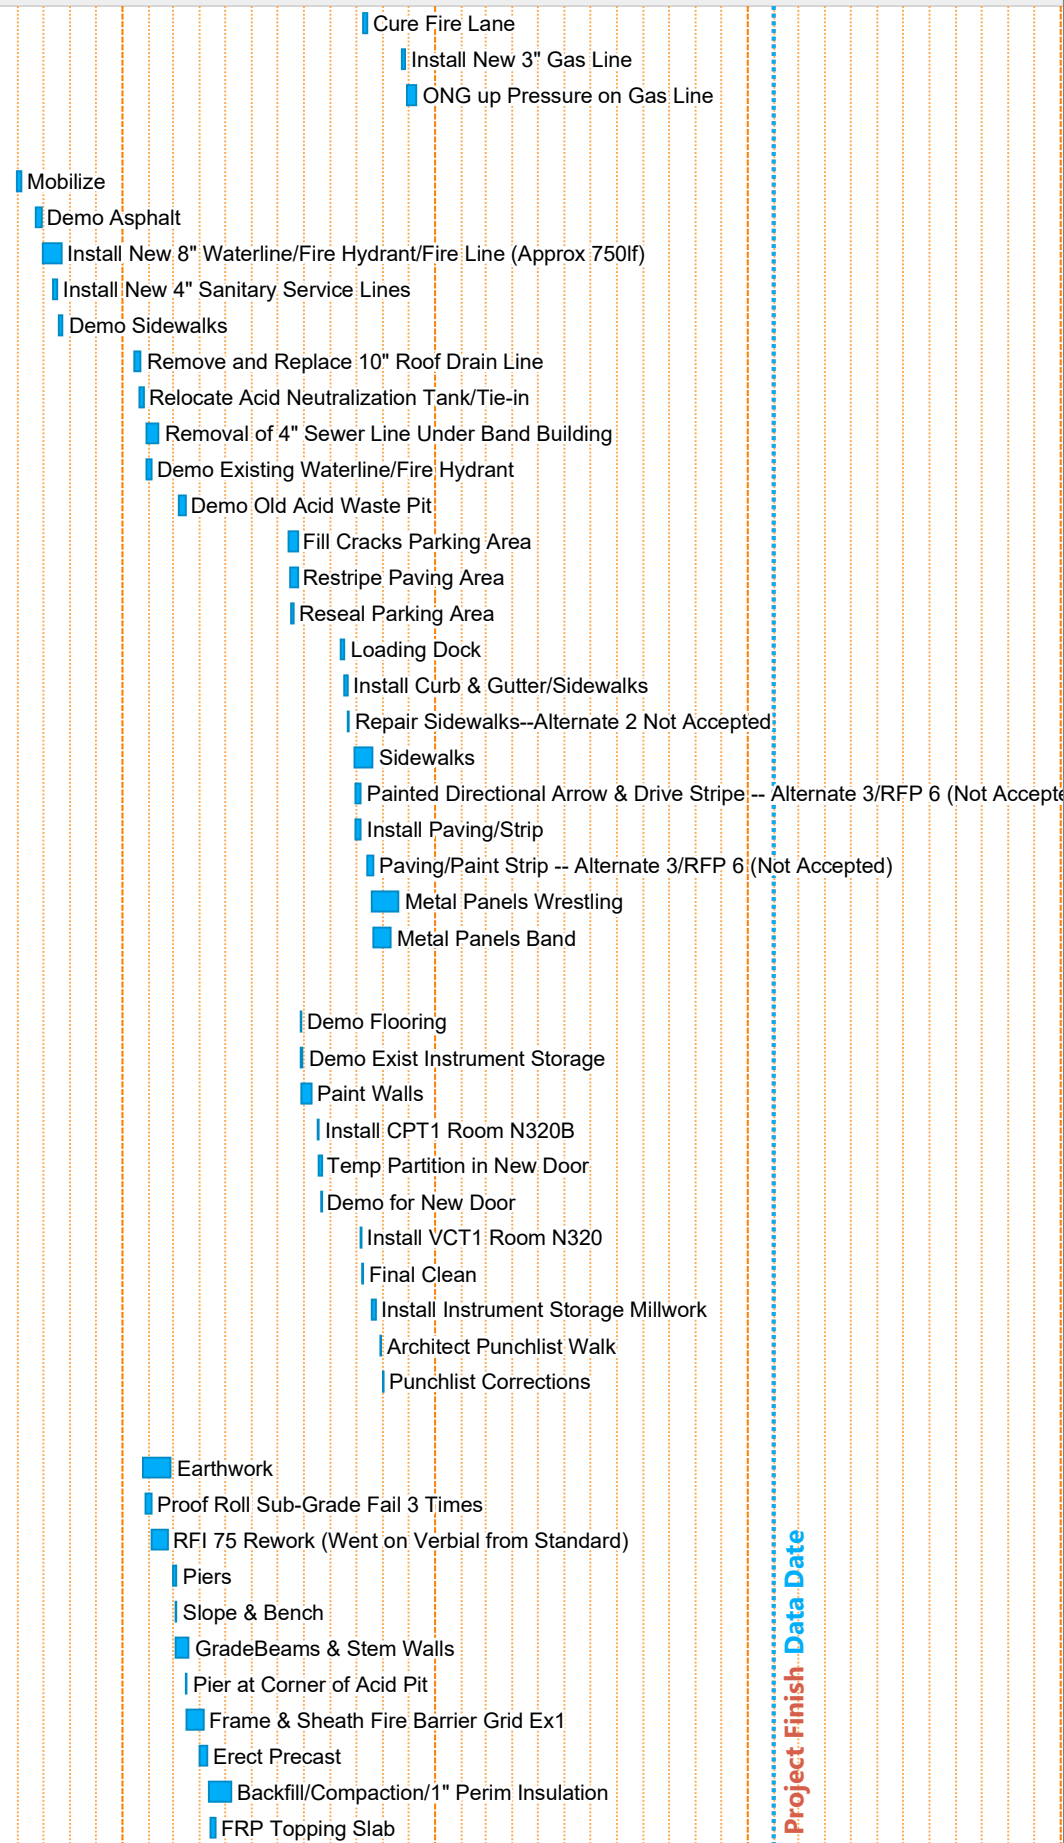 Cure Fire Lane
Install New 3" Gas Line
ONG up Pressure on Gas Line
Mobilize
Demo Asphalt
Install New 8" Waterline/Fire Hydrant/Fire Line (Approx 750lf)
Install New 4" Sanitary Service Lines
Demo Sidewalks
Remove and Replace 10" Roof Drain Line
Relocate Acid Neutralization Tank/Tie-in
Removal of 4" Sewer Line Under Band Building
Demo Existing Waterline/Fire Hydrant
Demo Old Acid Waste Pit
Fill Cracks Parking Area
Restripe Paving Area
Reseal Parking Area
Loading Dock
Install Curb & Gutter/Sidewalks
Repair Sidewalks--Alternate 2 Not Accepted
Sidewalks
Painted Directional Arrow & Drive Stripe -- Alternate 3/RFP 6 (Not Accepte
Install Paving/Strip
Paving/Paint Strip -- Alternate 3/RFP 6 (Not Accepted)
Metal Panels Wrestling
Metal Panels Band
Demo Flooring
Demo Exist Instrument Storage
Paint Walls
Install CPT1 Room N320B
Temp Partition in New Door
Demo for New Door
Install VCT1 Room N320
Final Clean
Install Instrument Storage Millwork
Architect Punchlist Walk
Punchlist Corrections
Earthwork
Proof Roll Sub-Grade Fail 3 Times
RFI 75 Rework (Went on Verbial from Standard)
Piers
Slope & Bench
GradeBeams & Stem Walls
Pier at Corner of Acid Pit
Frame & Sheath Fire Barrier Grid Ex1
Erect Precast
Backfill/Compaction/1" Perim Insulation
FRP Topping Slab
Project Finish Data Date